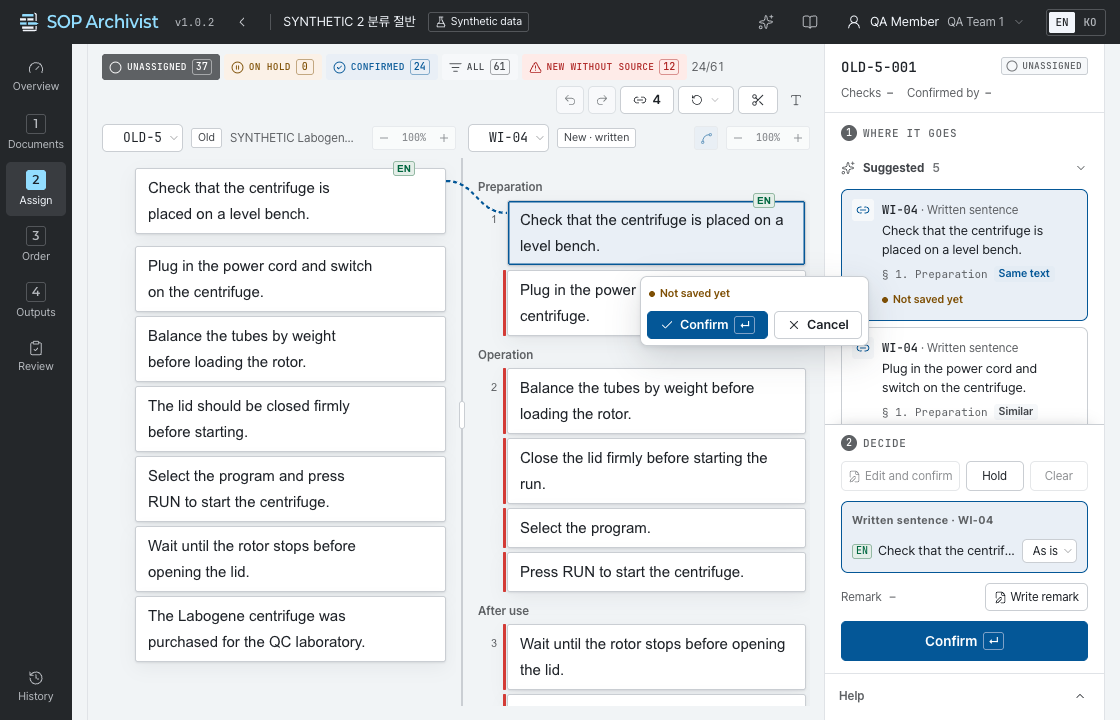 SOP Archivist v1.0.2 SYNTHETIC 2 분류 절반 Synthetic data QA Member QA Team 1 EN KO
Overview
1
Documents
2
Assign
3
Order
4
Outputs
Review
History
UNASSIGNED 37 ON HOLD 0 CONFIRMED 24 ALL 61 NEW WITHOUT SOURCE 12 24/61
4
T
OLD-5 Old SYNTHETIC Labogen... 100%
WI-04 New · written 100%
EN
Check that the centrifuge is
placed on a level bench.
Plug in the power cord and switch
on the centrifuge.
Balance the tubes by weight
before loading the rotor.
The lid should be closed firmly
before starting.
Select the program and press
RUN to start the centrifuge.
Wait until the rotor stops before
opening the lid.
The Labogene centrifuge was
purchased for the QC laboratory.
Preparation
EN
1
Check that the centrifuge is placed on a
level bench.
Plug in the power
centrifuge.
Not saved yet
Confirm
Cancel
Operation
2
Balance the tubes by weight before
loading the rotor.
Close the lid firmly before starting the
run.
Select the program.
Press RUN to start the centrifuge.
After use
3
Wait until the rotor stops before opening
the lid.
OLD-5-001 UNASSIGNED
Checks – Confirmed by –
1 WHERE IT GOES
Suggested 5
WI-04 · Written sentence
Check that the centrifuge is
placed on a level bench.
§ 1. Preparation Same text
Not saved yet
WI-04 · Written sentence
Plug in the power cord and
switch on the centrifuge.
§ 1. Preparation Similar
2 DECIDE
Edit and confirm Hold Clear
Written sentence · WI-04
EN Check that the centrif... As is
Remark – Write remark
Confirm
Help